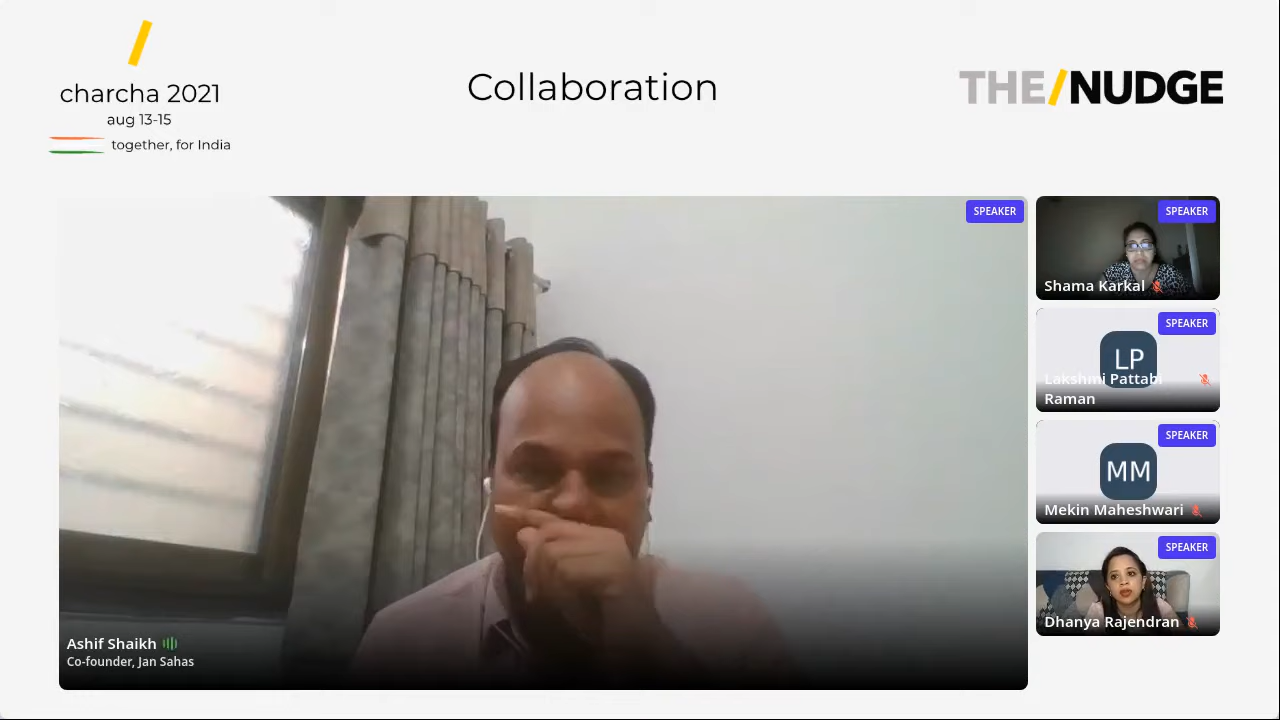 charcha 2021
aug 13-15
together, for India
Collaboration
THE/NUDGE
SPEAKER
Ashif Shaikh
Co-founder, Jan Sahas
SPEAKER
Shama Karkal
SPEAKER
LP
Lakshmi Pattabi
Raman
SPEAKER
MM
Mekin Maheshwari
SPEAKER
Dhanya Rajendran